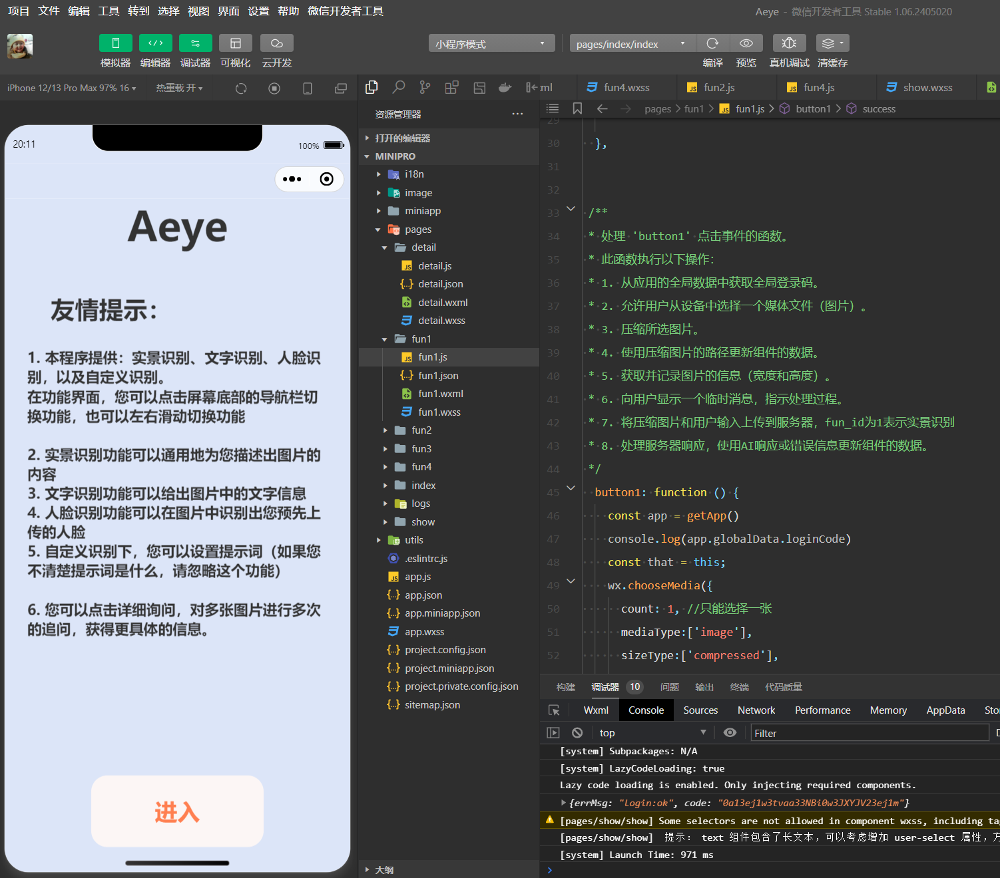 项目 文件 编辑 工具 转到 选择 视图 界面 设置 帮助 微信开发者工具
Aeye - 微信开发者工具 Stable 1.06.2405020
模拟器 编辑器 调试器 可视化 云开发
小程序模式
pages/index/index
编译 预览 真机调试 清缓存
iPhone 12/13 Pro Max 97% 16
热重载 开
20:11
100%
Aeye
友情提示：
1. 本程序提供：实景识别、文字识别、人脸识
别，以及自定义识别。
在功能界面，您可以点击屏幕底部的导航栏切
换功能，也可以左右滑动切换功能
2. 实景识别功能可以通用地为您描述出图片的
内容
3. 文字识别功能可以给出图片中的文字信息
4. 人脸识别功能可以在图片中识别出您预先上
传的人脸
5. 自定义识别下，您可以设置提示词（如果您
不清楚提示词是什么，请忽略这个功能）
6. 您可以点击详细询问，对多张图片进行多次
的追问，获得更具体的信息。
进入
资源管理器
打开的编辑器
MINIPRO
i18n
image
miniapp
pages
detail
detail.js
detail.json
detail.wxml
detail.wxss
fun1
fun1.js
fun1.json
fun1.wxml
fun1.wxss
fun2
fun3
fun4
index
logs
show
utils
.eslintrc.js
app.js
app.json
app.miniapp.json
app.wxss
project.config.json
project.miniapp.json
project.private.config.json
sitemap.json
大纲
ml fun4.wxss fun2.js fun4.js show.wxss
pages > fun1 > fun1.js > button1 > success
29
30 },
31
32
33 /**
34 * 处理 'button1' 点击事件的函数。
35 * 此函数执行以下操作：
36 * 1. 从应用的全局数据中获取全局登录码。
37 * 2. 允许用户从设备中选择一个媒体文件（图片）。
38 * 3. 压缩所选图片。
39 * 4. 使用压缩图片的路径更新组件的数据。
40 * 5. 获取并记录图片的信息（宽度和高度）。
41 * 6. 向用户显示一个临时消息，指示处理过程。
42 * 7. 将压缩图片和用户输入上传到服务器，fun_id为1表示实景识别
43 * 8. 处理服务器响应，使用AI响应或错误信息更新组件的数据。
44 */
45 button1: function () {
46 const app = getApp()
47 console.log(app.globalData.loginCode)
48 const that = this;
49 wx.chooseMedia({
50 count: 1, //只能选择一张
51 mediaType:['image'],
52 sizeType:['compressed'],
构建 调试器 10 问题 输出 终端 代码质量
Wxml Console Sources Network Performance Memory AppData Sto
top
Filter
[system] Subpackages: N/A
[system] LazyCodeLoading: true
Lazy code loading is enabled. Only injecting required components.
{errMsg: "login:ok", code: "0a13ej1w3tvaa33NBi0w3JXYJV23ej1m"}
[pages/show/show] Some selectors are not allowed in component wxss, including ta
[pages/show/show] 提示： text 组件包含了长文本，可以考虑增加 user-select 属性，方
[system] Launch Time: 971 ms